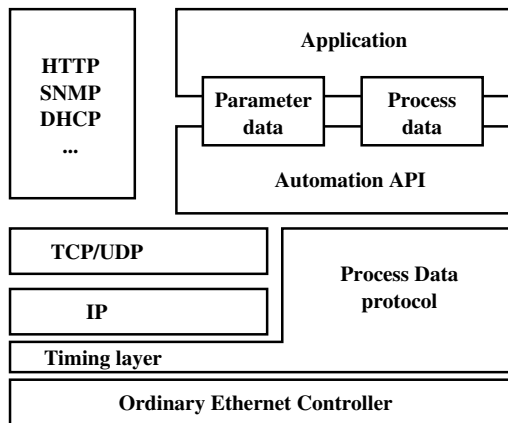 HTTP
SNMP
DHCP
...
Application
Parameter
data
Process
data
Automation API
TCP/UDP
IP
Process Data
protocol
Timing layer
Ordinary Ethernet Controller